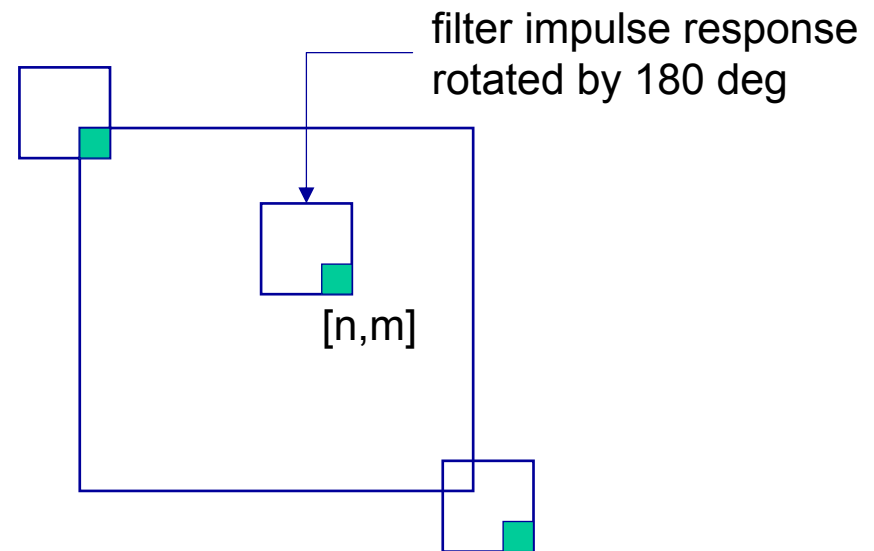 filter impulse response
rotated by 180 deg
[n,m]